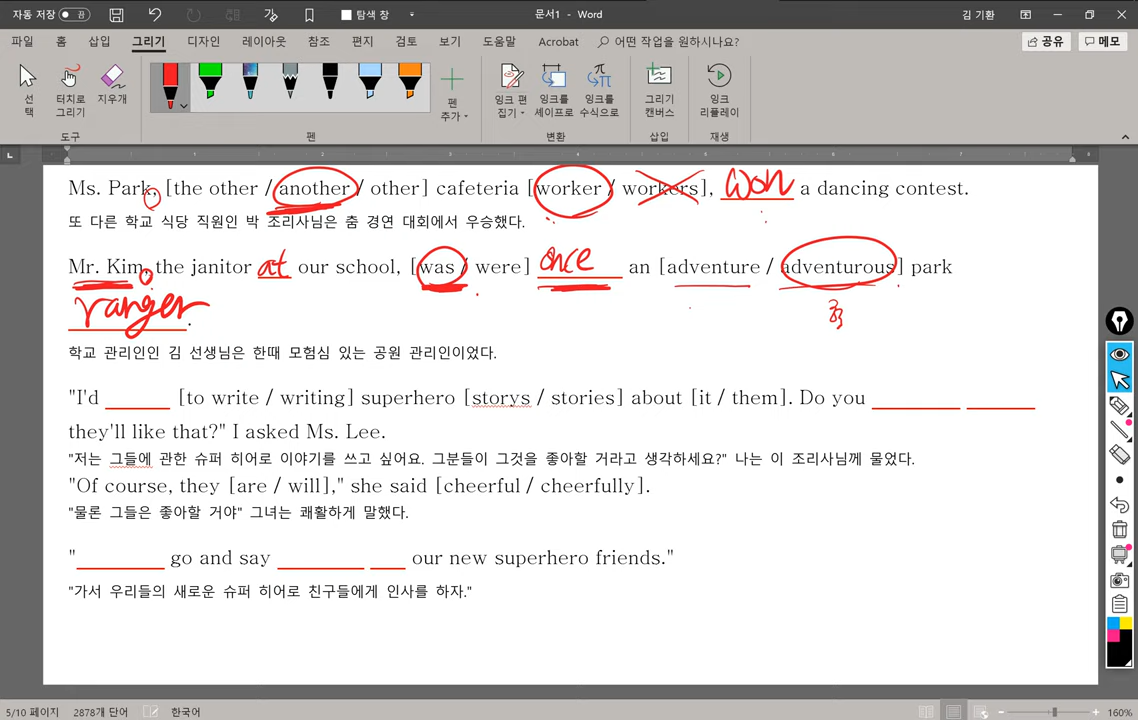 자동 저장 끔 탐색 창 문서1 - Word 김 기환
파일 홈 삽입 그리기 디자인 레이아웃 참조 편지 검토 보기 도움말 Acrobat 어떤 작업을 원하시나요? 공유 메모
선택 터치로 그리기 지우개 펜 추가 잉크 편집기 잉크를 셰이프로 잉크를 수식으로 그리기 캔버스 잉크 리플레이
도구 펜 변환 삽입 재생
Ms. Park, [the other / another / other] cafeteria [worker / workers], won a dancing contest.
또 다른 학교 식당 직원인 박 조리사님은 춤 경연 대회에서 우승했다.
Mr. Kim, the janitor at our school, [was / were] once an [adventure / adventurous] park
ranger.
학교 관리인인 김 선생님은 한때 모험심 있는 공원 관리인이었다.
"I'd [to write / writing] superhero [storys / stories] about [it / them]. Do you
they'll like that?" I asked Ms. Lee.
"저는 그들에 관한 슈퍼 히어로 이야기를 쓰고 싶어요. 그분들이 그것을 좋아할 거라고 생각하세요?" 나는 이 조리사님께 물었다.
"Of course, they [are / will]," she said [cheerful / cheerfully].
"물론 그들은 좋아할 거야" 그녀는 쾌활하게 말했다.
" go and say our new superhero friends."
"가서 우리들의 새로운 슈퍼 히어로 친구들에게 인사를 하자."
5/10 페이지 2878개 단어 한국어 160%